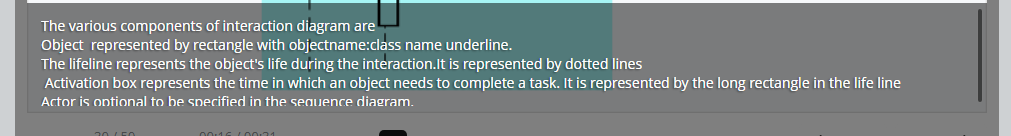 The various components of interaction diagram are
Object represented by rectangle with objectname:class name underline.
The lifeline represents the object's life during the interaction.It is represented by dotted lines
Activation box represents the time in which an object needs to complete a task. It is represented by the long rectangle in the life line
Actor is optional to be specified in the sequence diagram.